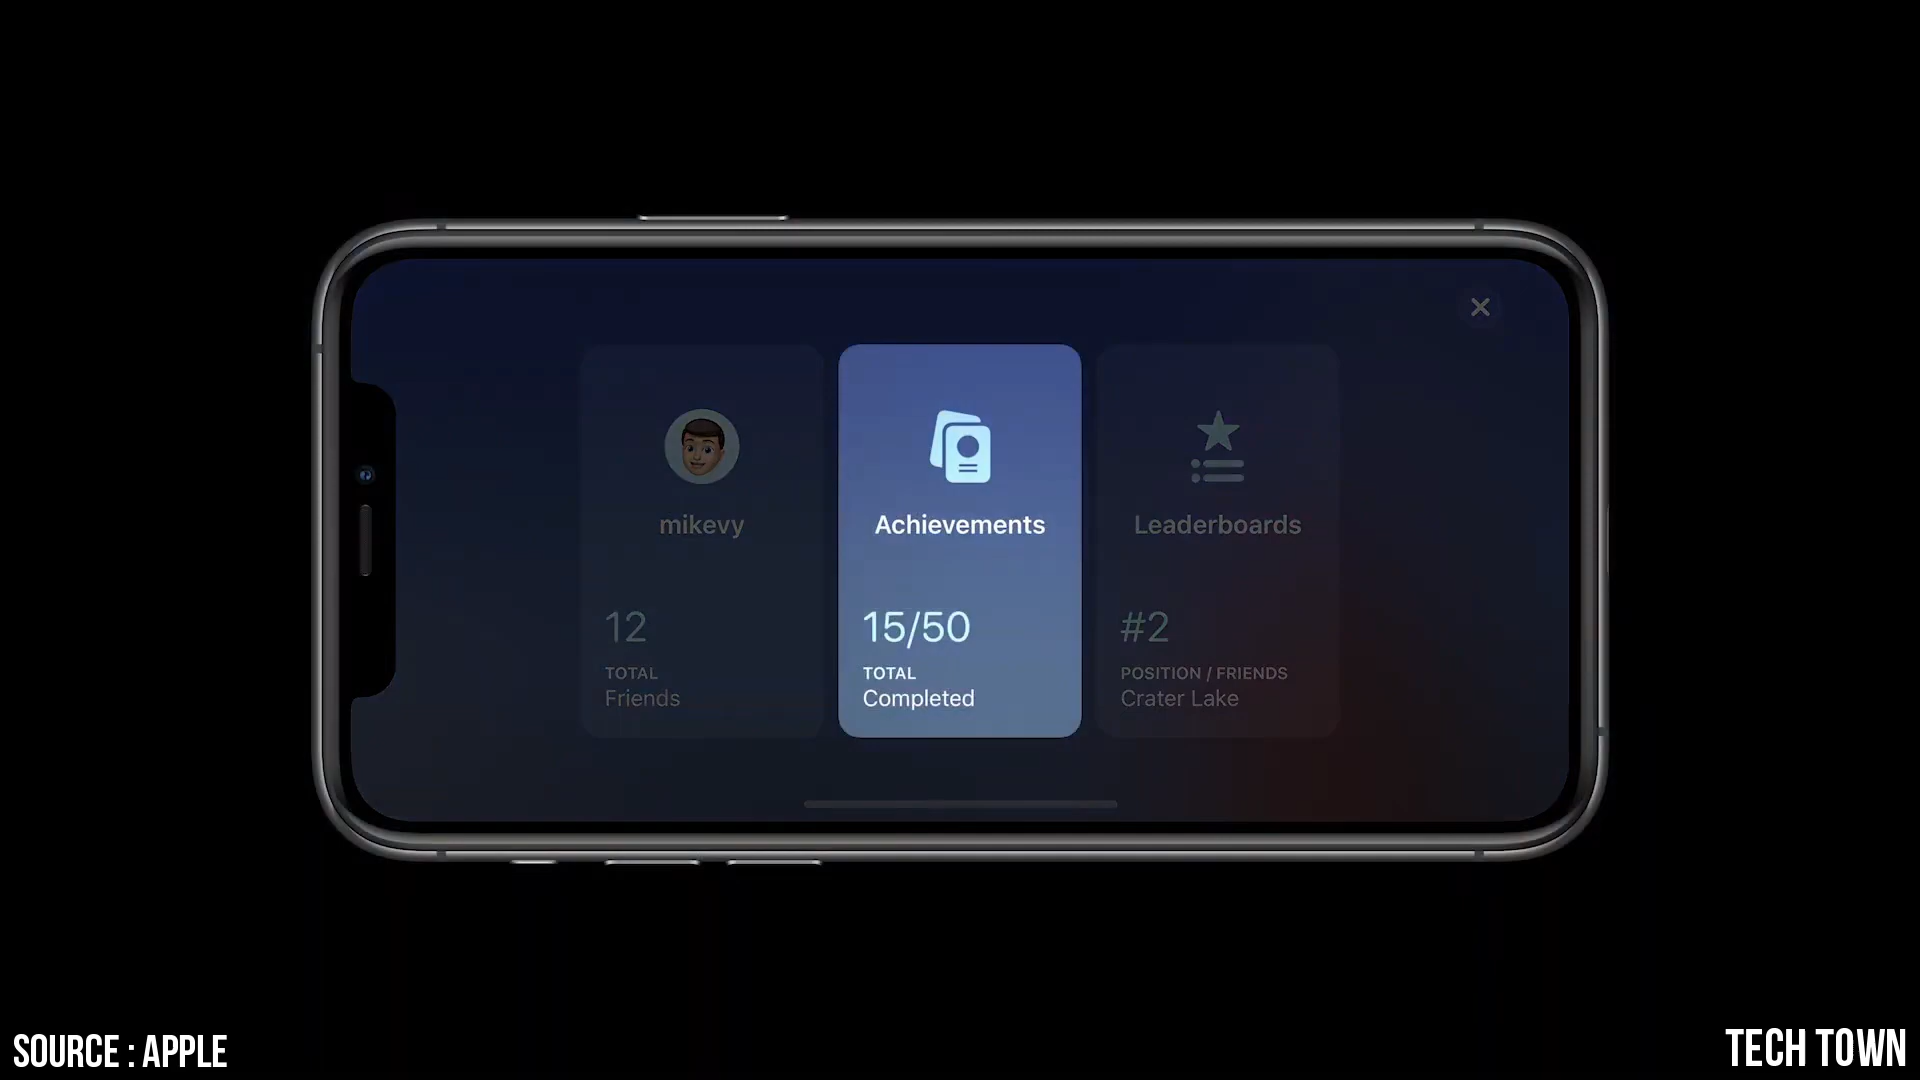 mikevy
12
TOTAL
Friends
Achievements
15/50
TOTAL
Completed
Leaderboards
#2
POSITION / FRIENDS
Crater Lake
SOURCE : APPLE
TECH TOWN